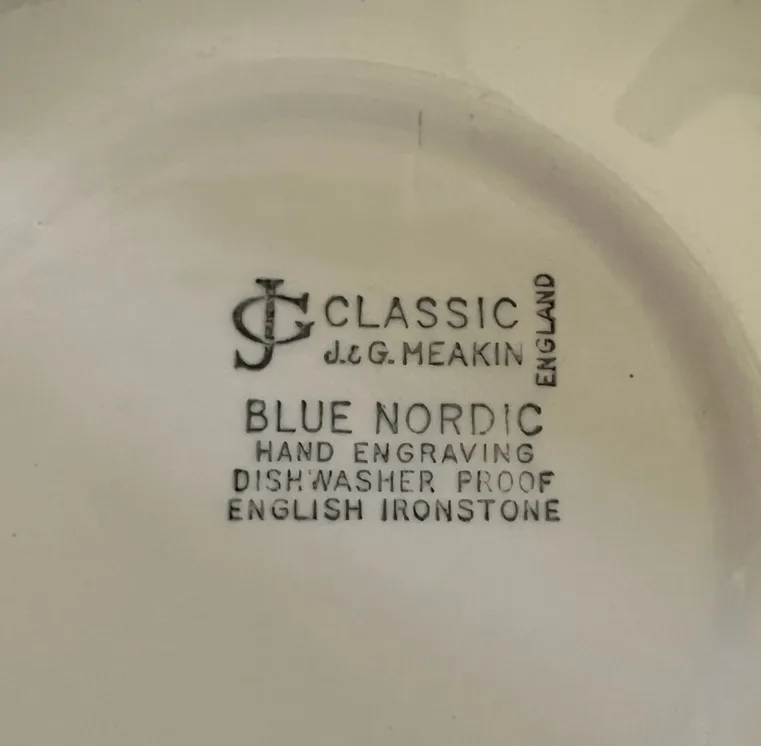 JG CLASSIC
J.&G. MEAKIN
ENGLAND
BLUE NORDIC
HAND ENGRAVING
DISHWASHER PROOF
ENGLISH IRONSTONE